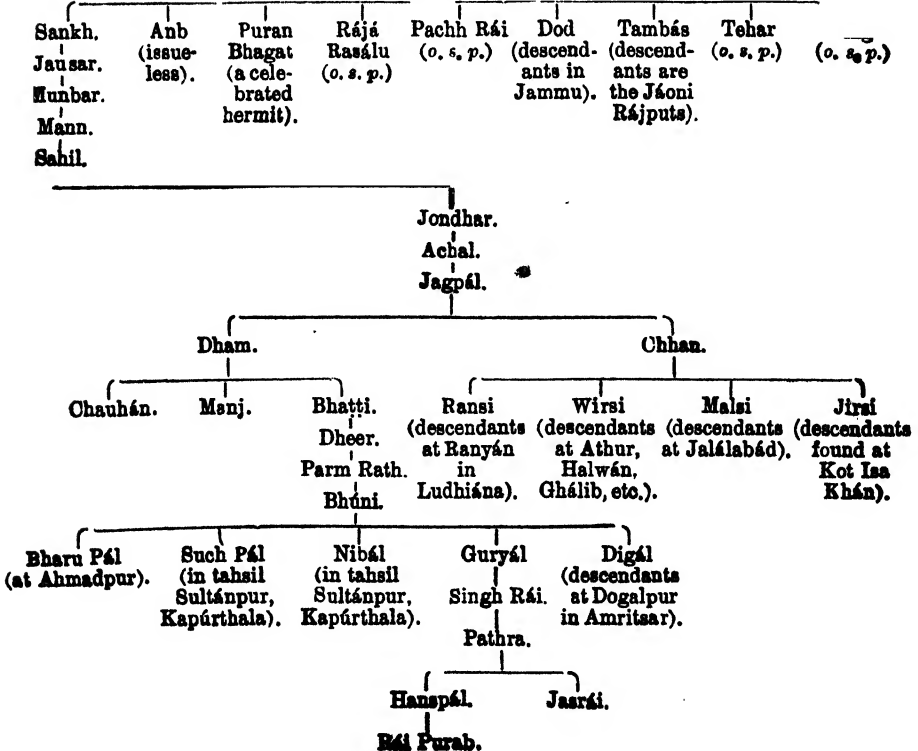 Sankh. Anb Puran Rájá Pachh Rái Dod Tambás Tehar
(issue- Bhagat Rasálu (o. s. p.) (descend- (descend- (o. s. p.) (o. s. p.)
Jausar. less). (a cele- (o. s. p.) ants in ants are
Munbar. brated Jammu). the Jáoni
hermit). Rájputs).
Mann.
Sahil.
Jondhar.
Achal.
Jagpál.
Dham. Chhan.
Chauhán. Manj. Bhatti. Ransi Wirsi Malsi Jirsi
(descendants (descendants (descendants (descendants
Dheer. at Ranyán at Athur, at Jalálabád). found at
Parm Rath. in Halwán, Kot Isa
Ludhiána). Ghálib, etc.). Khán).
Bhúni.
Bharu Pál Such Pál Nibál Guryál Digál
(at Ahmadpur). (in tahsil (in tahsil (descendants
Sultánpur, Sultánpur, Singh Rái. at Dogalpur
Kapúrthala). Kapúrthala). in Amritsar).
Pathra.
Hanspál. Jasrái.
Rái Purab.